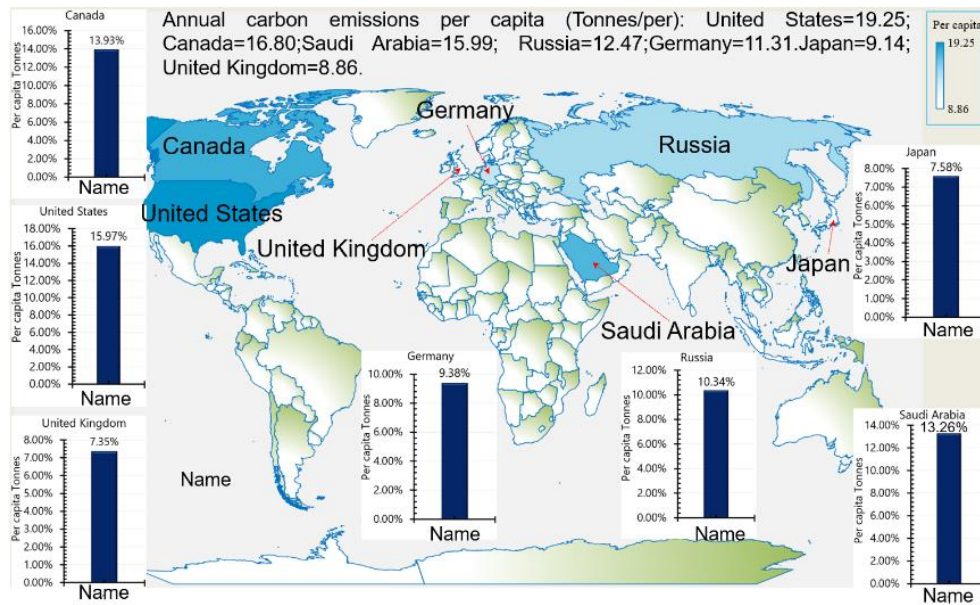 Annual carbon emissions per capita (Tonnes/per): United States=19.25;
Canada=16.80;Saudi Arabia=15.99; Russia=12.47;Germany=11.31.Japan=9.14;
United Kingdom=8.86.
Per capita
19.25
8.86
Canada
Per capita Tonnes
16.00%
14.00%
12.00%
10.00%
8.00%
6.00%
4.00%
2.00%
0.00%
13.93%
Name
United States
Per capita Tonnes
18.00%
16.00%
14.00%
12.00%
10.00%
8.00%
6.00%
4.00%
2.00%
0.00%
15.97%
Name
United Kingdom
Per capita Tonnes
8.00%
7.00%
6.00%
5.00%
4.00%
3.00%
2.00%
1.00%
0.00%
7.35%
Name
Germany
Canada
Russia
United States
United Kingdom
Japan
Saudi Arabia
Name
Germany
Per capita Tonnes
10.00%
8.00%
6.00%
4.00%
2.00%
0.00%
9.38%
Name
Russia
Per capita Tonnes
12.00%
10.00%
8.00%
6.00%
4.00%
2.00%
0.00%
10.34%
Name
Japan
Per capita Tonnes
8.00%
7.00%
6.00%
5.00%
4.00%
3.00%
2.00%
1.00%
0.00%
7.58%
Name
Saudi Arabia
Per capita Tonnes
14.00%
12.00%
10.00%
8.00%
6.00%
4.00%
2.00%
0.00%
13.26%
Name